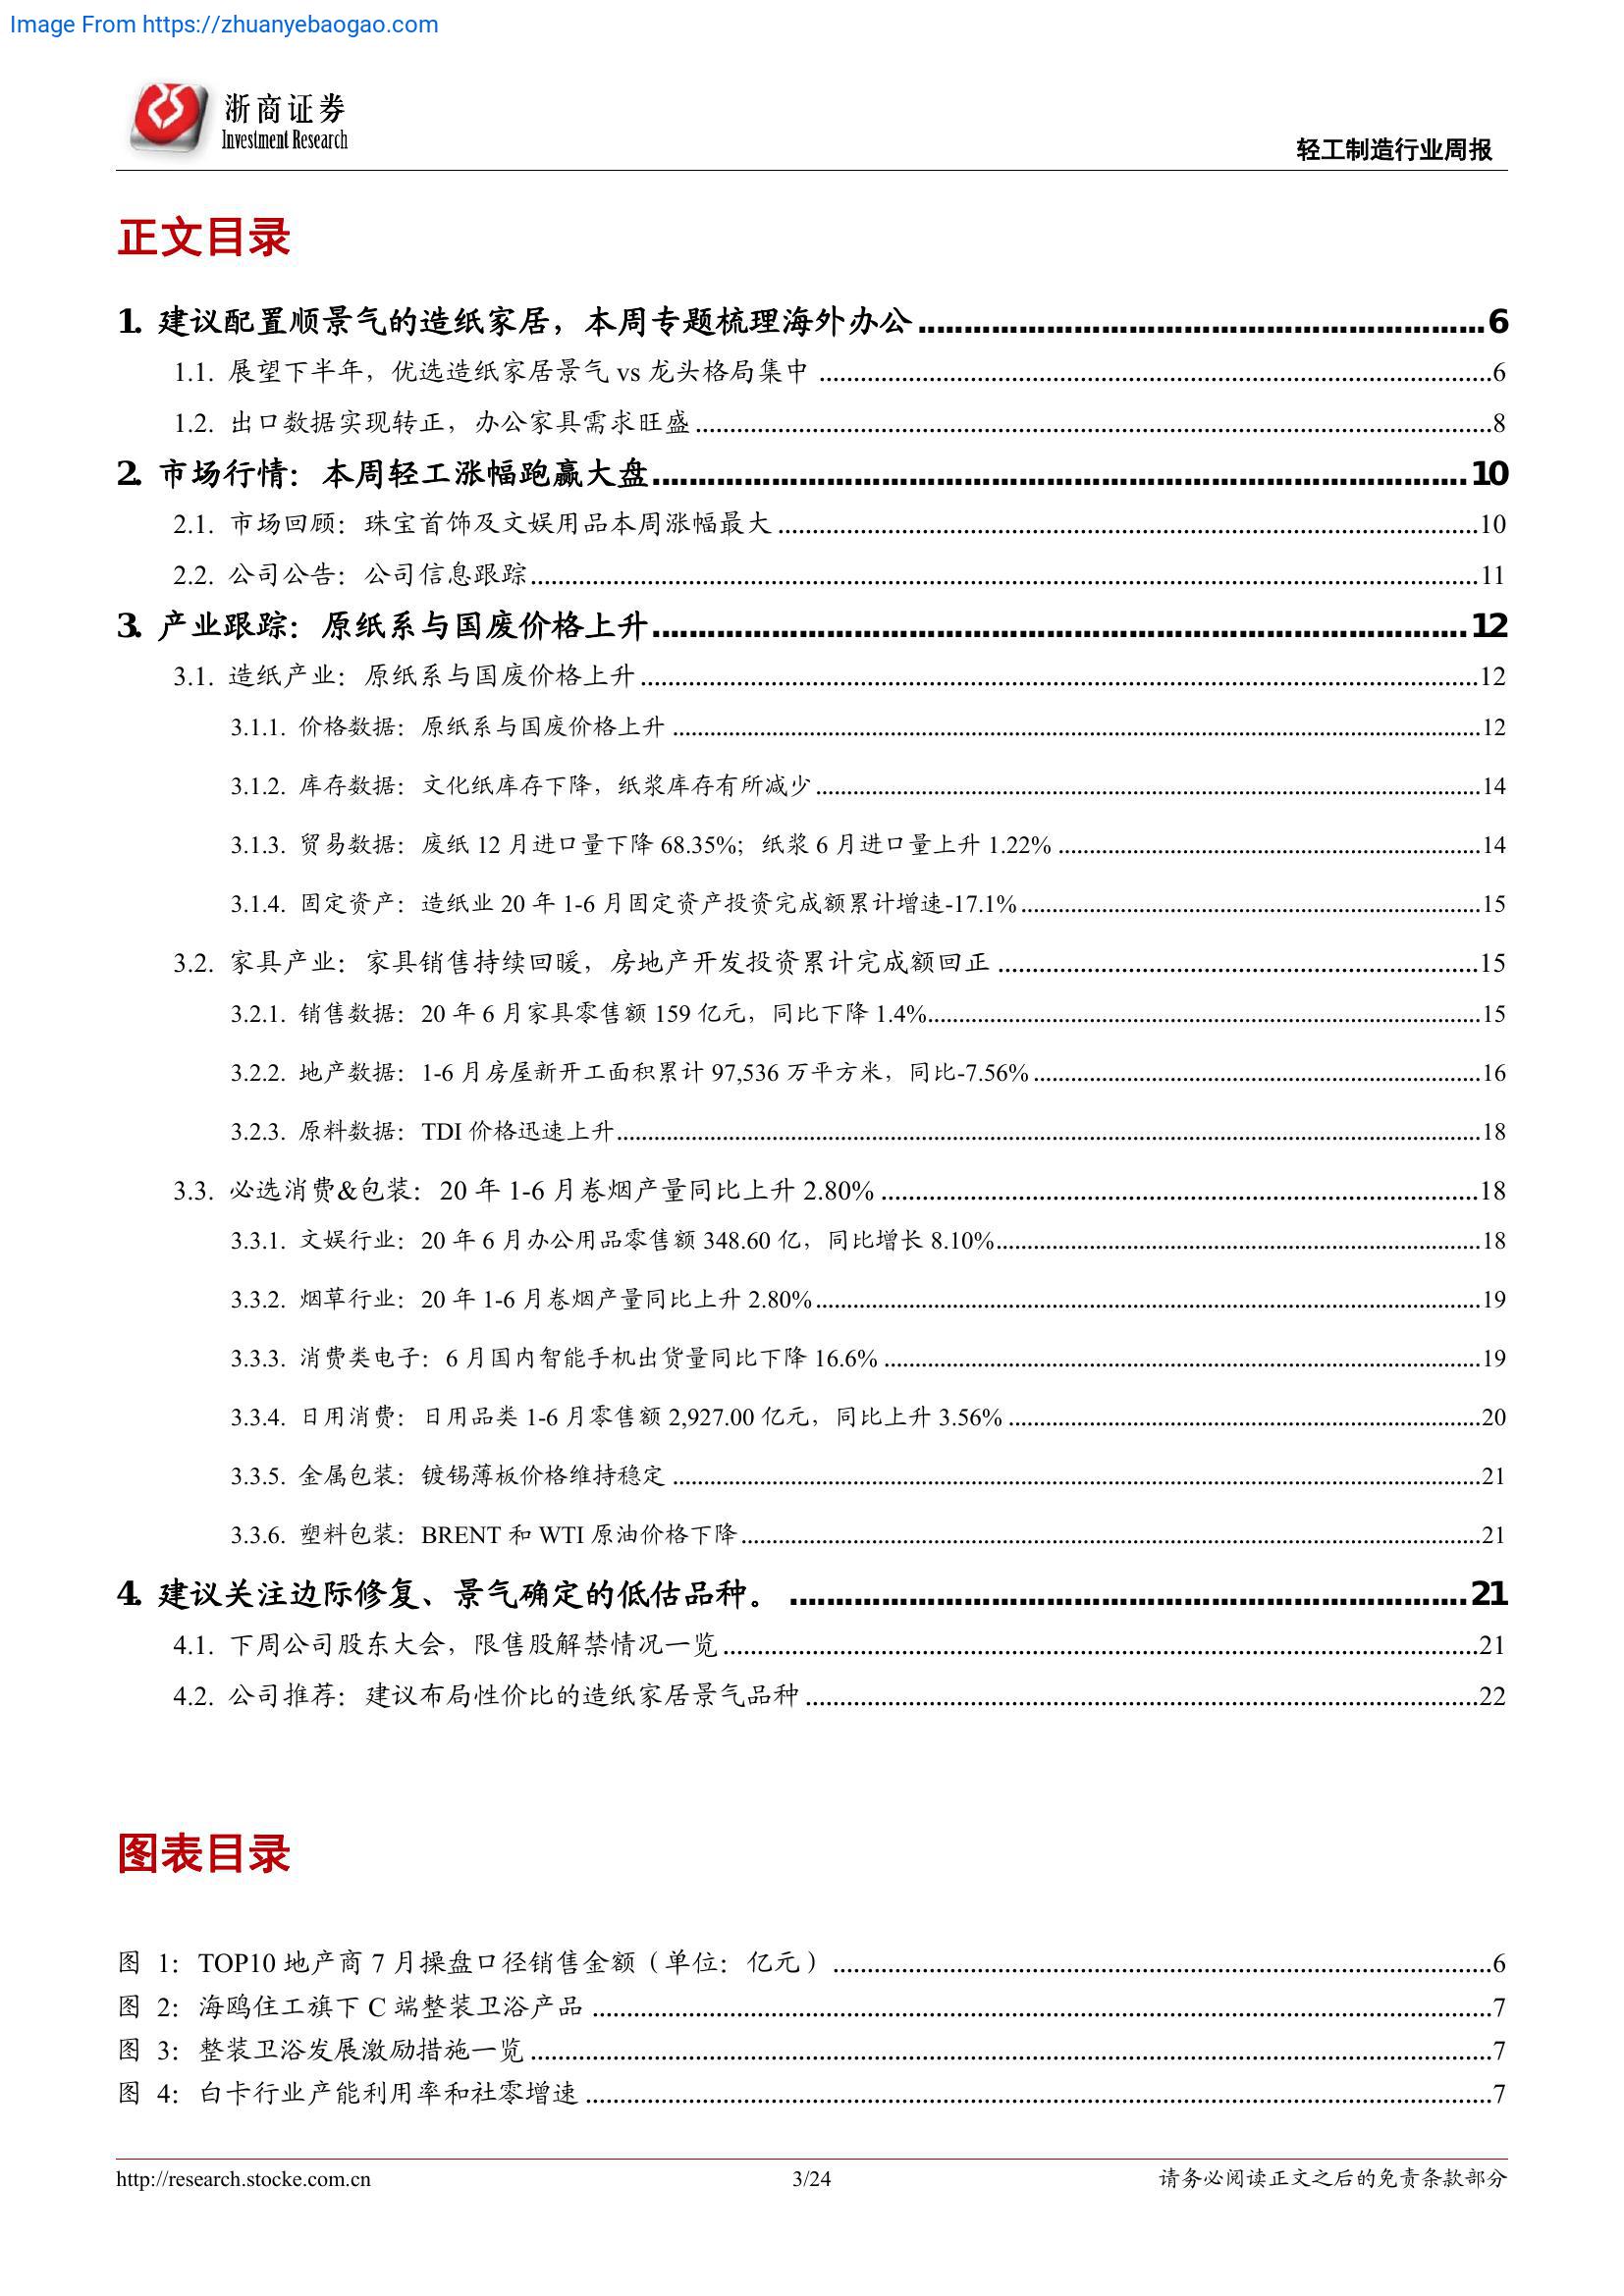 Image From https://zhuanyebaogao.com
浙商证券
Investment Research
轻工制造行业周报
正文目录
1. 建议配置顺景气的造纸家居，本周专题梳理海外办公......6
1.1. 展望下半年，优选造纸家居景气 vs 龙头格局集中......6
1.2. 出口数据实现转正，办公家具需求旺盛......8
2. 市场行情：本周轻工涨幅跑赢大盘......10
2.1. 市场回顾：珠宝首饰及文娱用品本周涨幅最大......10
2.2. 公司公告：公司信息跟踪......11
3. 产业跟踪：原纸系与国废价格上升......12
3.1. 造纸产业：原纸系与国废价格上升......12
3.1.1. 价格数据：原纸系与国废价格上升......12
3.1.2. 库存数据：文化纸库存下降，纸浆库存有所减少......14
3.1.3. 贸易数据：废纸 12 月进口量下降 68.35%；纸浆 6 月进口量上升 1.22%......14
3.1.4. 固定资产：造纸业 20 年 1-6 月固定资产投资完成额累计增速-17.1%......15
3.2. 家具产业：家具销售持续回暖，房地产开发投资累计完成额回正......15
3.2.1. 销售数据：20 年 6 月家具零售额 159 亿元，同比下降 1.4%......15
3.2.2. 地产数据：1-6 月房屋新开工面积累计 97,536 万平方米，同比-7.56%......16
3.2.3. 原料数据：TDI 价格迅速上升......18
3.3. 必选消费&包装：20 年 1-6 月卷烟产量同比上升 2.80%......18
3.3.1. 文娱行业：20 年 6 月办公用品零售额 348.60 亿，同比增长 8.10%......18
3.3.2. 烟草行业：20 年 1-6 月卷烟产量同比上升 2.80%......19
3.3.3. 消费类电子：6 月国内智能手机出货量同比下降 16.6%......19
3.3.4. 日用消费：日用品类 1-6 月零售额 2,927.00 亿元，同比上升 3.56%......20
3.3.5. 金属包装：镀锡薄板价格维持稳定......21
3.3.6. 塑料包装：BRENT 和 WTI 原油价格下降......21
4. 建议关注边际修复、景气确定的低估品种。......21
4.1. 下周公司股东大会，限售股解禁情况一览......21
4.2. 公司推荐：建议布局性价比的造纸家居景气品种......22
图表目录
图 1：TOP10 地产商 7 月操盘口径销售金额（单位：亿元）......6
图 2：海鸥住工旗下 C 端整装卫浴产品......7
图 3：整装卫浴发展激励措施一览......7
图 4：白卡行业产能利用率和社零增速......7
http://research.stocke.com.cn
3/24
请务必阅读正文之后的免责条款部分